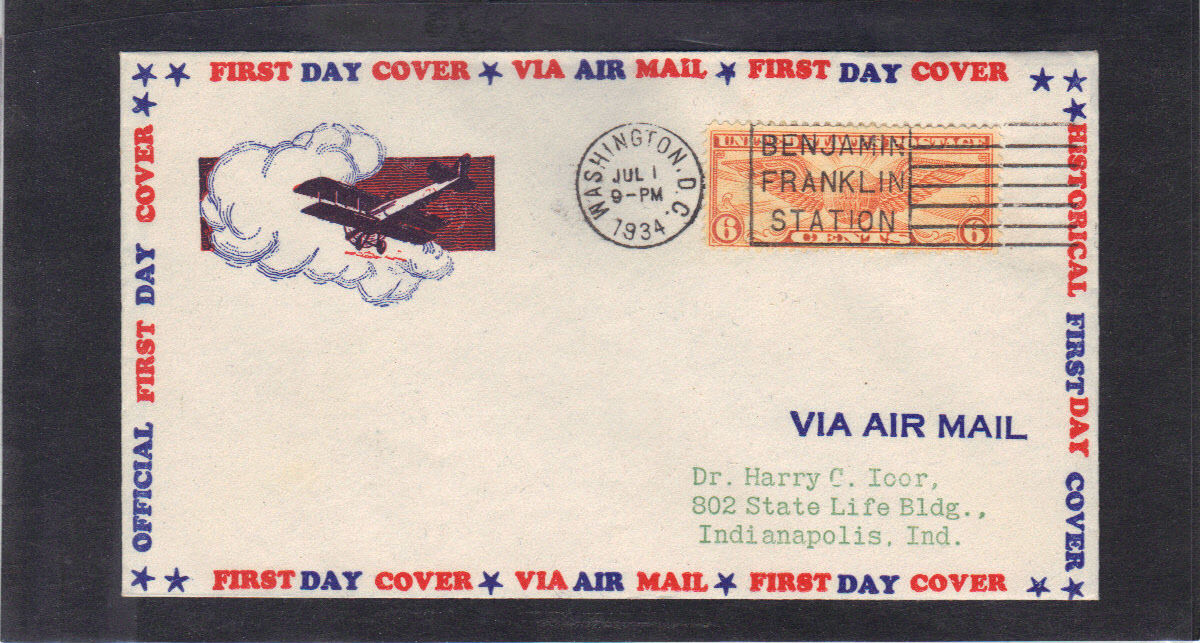 FIRST DAY COVER ★ VIA AIR MAIL ★ FIRST DAY COVER
OFFICIAL FIRST DAY COVER
WASHINGTON, D.C.
JUL 1
9-PM
1934
BENJAMIN
FRANKLIN
STATION
6 CENTS 6
HISTORICAL FIRST DAY COVER
VIA AIR MAIL
Dr. Harry C. Ioor,
802 State Life Bldg.,
Indianapolis, Ind.
FIRST DAY COVER ★ VIA AIR MAIL ★ FIRST DAY COVER